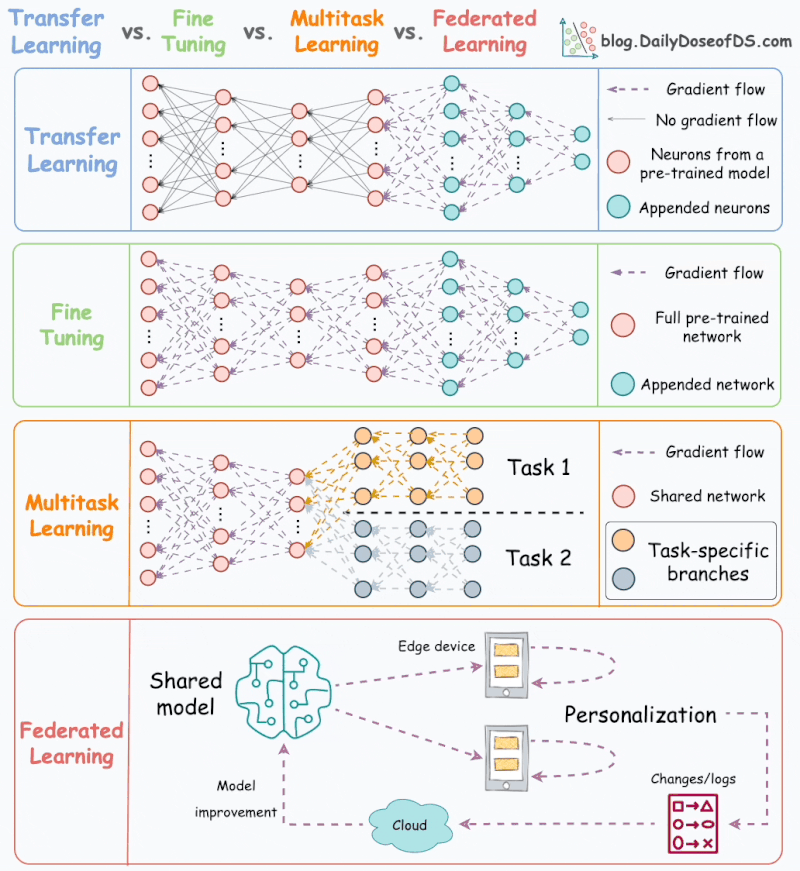 Transfer Learning vs. Fine Tuning vs. Multitask Learning vs. Federated Learning
blog.DailyDoseofDS.com
Transfer
Learning
Gradient flow
No gradient flow
Neurons from a
pre-trained model
Appended neurons
Fine
Tuning
Gradient flow
Full pre-trained
network
Appended network
Multitask
Learning
Task 1
Task 2
Gradient flow
Shared network
Task-specific
branches
Federated
Learning
Shared
model
Edge device
Personalization
Changes/logs
Cloud
Model
improvement